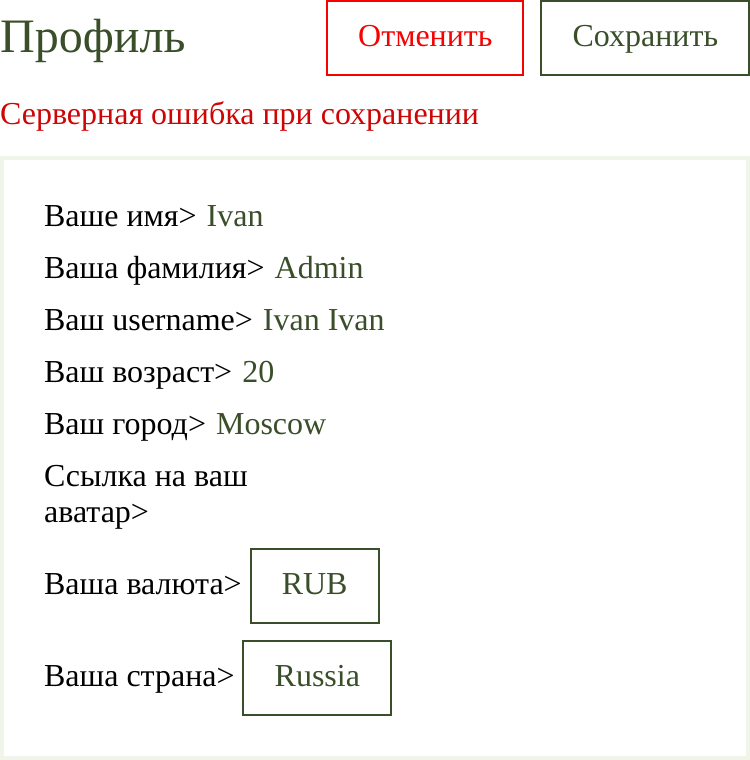 Профиль Отменить Сохранить
Серверная ошибка при сохранении
Ваше имя> Ivan
Ваша фамилия> Admin
Ваш username> Ivan Ivan
Ваш возраст> 20
Ваш город> Moscow
Ссылка на ваш
аватар>
Ваша валюта> RUB
Ваша страна> Russia